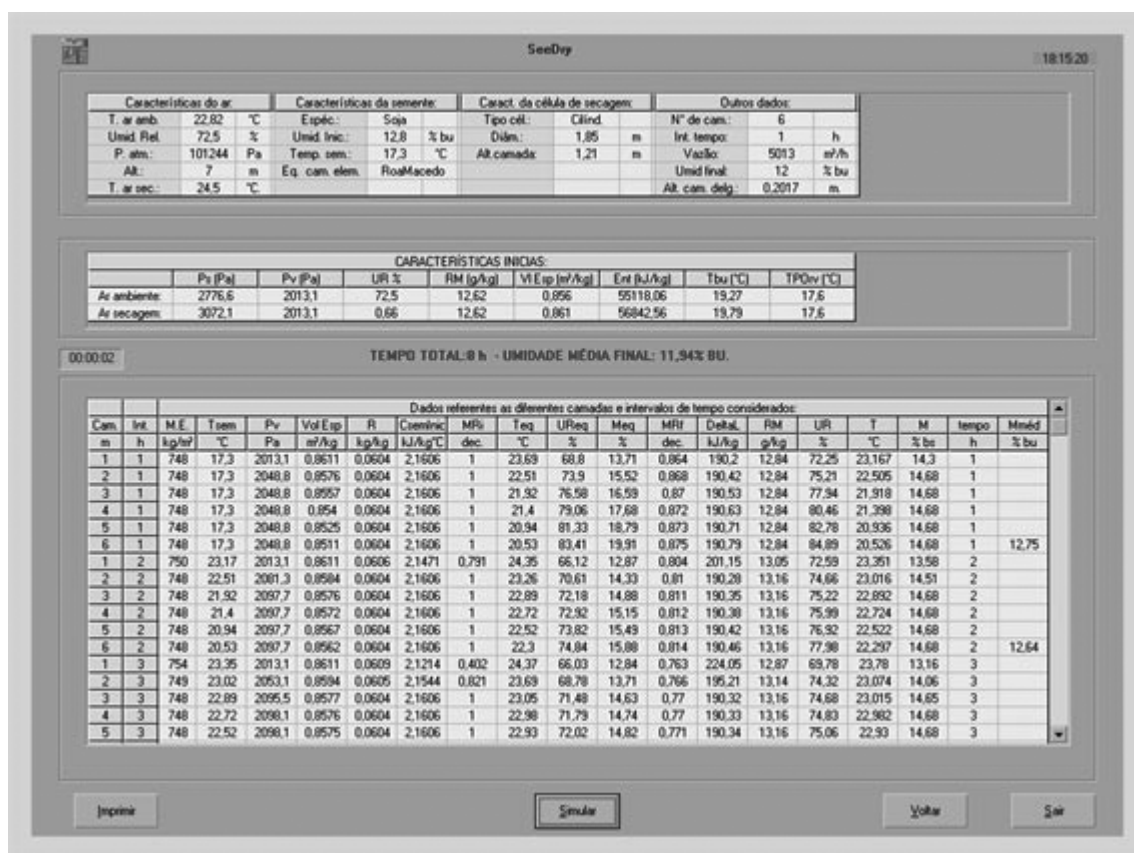 SeeDvp
18:15:20
Características do ar: Características da semente: Caract. da célula de secagem: Outros dados:
T. ar amb. 22,82 °C Espéc.: Soja Tipo cél.: Cilind. N° de cam.: 6
Umid. Rel. 72,5 % Umid. Inic.: 12,8 % bu Diâm.: 1,85 m Int. tempo: 1 h
P. atm.: 101244 Pa Temp. sem.: 17,3 °C Alt.camada: 1,21 m Vazão: 5013 m³/h
Alt.: 7 m Eq. cam. elem. RoaMacedo Umid final: 12 % bu
T. ar sec.: 24,5 °C. Alt. cam. delg.: 0,2017 m.
CARACTERÍSTICAS INICIAS:
Ps (Pa) Pv (Pa) UR % RM (g/kg) Vl Esp (m³/kg) Ent (kJ/kg) Tbu (°C) TPOrv (°C)
Ar ambiente: 2776,6 2013,1 72,5 12,62 0,856 55118,06 19,27 17,6
Ar secagem: 3072,1 2013,1 0,66 12,62 0,861 56842,56 19,79 17,6
00:00:02
TEMPO TOTAL:8 h - UMIDADE MÉDIA FINAL: 11,94% BU.
Dados referentes as diferentes camadas e intervalos de tempo considerados:
Cam. Int. M.E. Tsem Pv Vol Esp R Cseminic MRi Teq UReq Meq MRf DeltaL RM UR T M tempo Mméd
m h kg/m³ °C Pa m³/kg kg/kg kJ/kg°C dec. °C % % dec. kJ/kg g/kg % °C % bs h % bu
1 1 748 17,3 2013,1 0,8611 0,0604 2,1606 1 23,69 68,8 13,71 0,864 190,2 12,84 72,25 23,167 14,3 1
2 1 748 17,3 2048,8 0,8576 0,0604 2,1606 1 22,51 73,9 15,52 0,868 190,42 12,84 75,21 22,505 14,68 1
3 1 748 17,3 2048,8 0,8557 0,0604 2,1606 1 21,92 76,58 16,59 0,87 190,53 12,84 77,94 21,918 14,68 1
4 1 748 17,3 2048,8 0,854 0,0604 2,1606 1 21,4 79,06 17,68 0,872 190,63 12,84 80,46 21,398 14,68 1
5 1 748 17,3 2048,8 0,8525 0,0604 2,1606 1 20,94 81,33 18,79 0,873 190,71 12,84 82,78 20,936 14,68 1
6 1 748 17,3 2048,8 0,8511 0,0604 2,1606 1 20,53 83,41 19,91 0,875 190,79 12,84 84,89 20,526 14,68 1 12,75
1 2 750 23,17 2013,1 0,8611 0,0606 2,1471 0,791 24,35 66,12 12,87 0,804 201,15 13,05 72,59 23,351 13,58 2
2 2 748 22,51 2081,3 0,8584 0,0604 2,1606 1 23,26 70,61 14,33 0,81 190,28 13,16 74,66 23,016 14,51 2
3 2 748 21,92 2097,7 0,8576 0,0604 2,1606 1 22,89 72,18 14,88 0,811 190,35 13,16 75,22 22,892 14,68 2
4 2 748 21,4 2097,7 0,8572 0,0604 2,1606 1 22,72 72,92 15,15 0,812 190,38 13,16 75,99 22,724 14,68 2
5 2 748 20,94 2097,7 0,8567 0,0604 2,1606 1 22,52 73,82 15,49 0,813 190,42 13,16 76,92 22,522 14,68 2
6 2 748 20,53 2097,7 0,8562 0,0604 2,1606 1 22,3 74,84 15,88 0,814 190,46 13,16 77,98 22,297 14,68 2 12,64
1 3 754 23,35 2013,1 0,8611 0,0609 2,1214 0,402 24,37 66,03 12,84 0,763 224,05 12,87 69,78 23,78 13,16 3
2 3 749 23,02 2053,1 0,8594 0,0605 2,1544 0,821 23,69 68,78 13,71 0,766 195,21 13,14 74,32 23,074 14,06 3
3 3 748 22,89 2095,5 0,8577 0,0604 2,1606 1 23,05 71,48 14,63 0,77 190,32 13,16 74,68 23,015 14,65 3
4 3 748 22,72 2098,1 0,8576 0,0604 2,1606 1 22,98 71,79 14,74 0,77 190,33 13,16 74,83 22,982 14,68 3
5 3 748 22,52 2098,1 0,8575 0,0604 2,1606 1 22,93 72,02 14,82 0,771 190,34 13,16 75,06 22,93 14,68 3
Imprimir Simular Voltar Sair